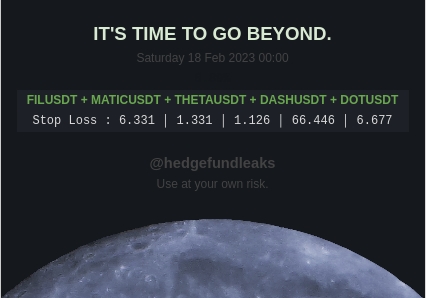 IT'S TIME TO GO BEYOND.
Saturday 18 Feb 2023 00:00
FILUSDT + MATICUSDT + THETAUSDT + DASHUSDT + DOTUSDT
Stop Loss : 6.331 | 1.331 | 1.126 | 66.446 | 6.677
@hedgefundleaks
Use at your own risk.